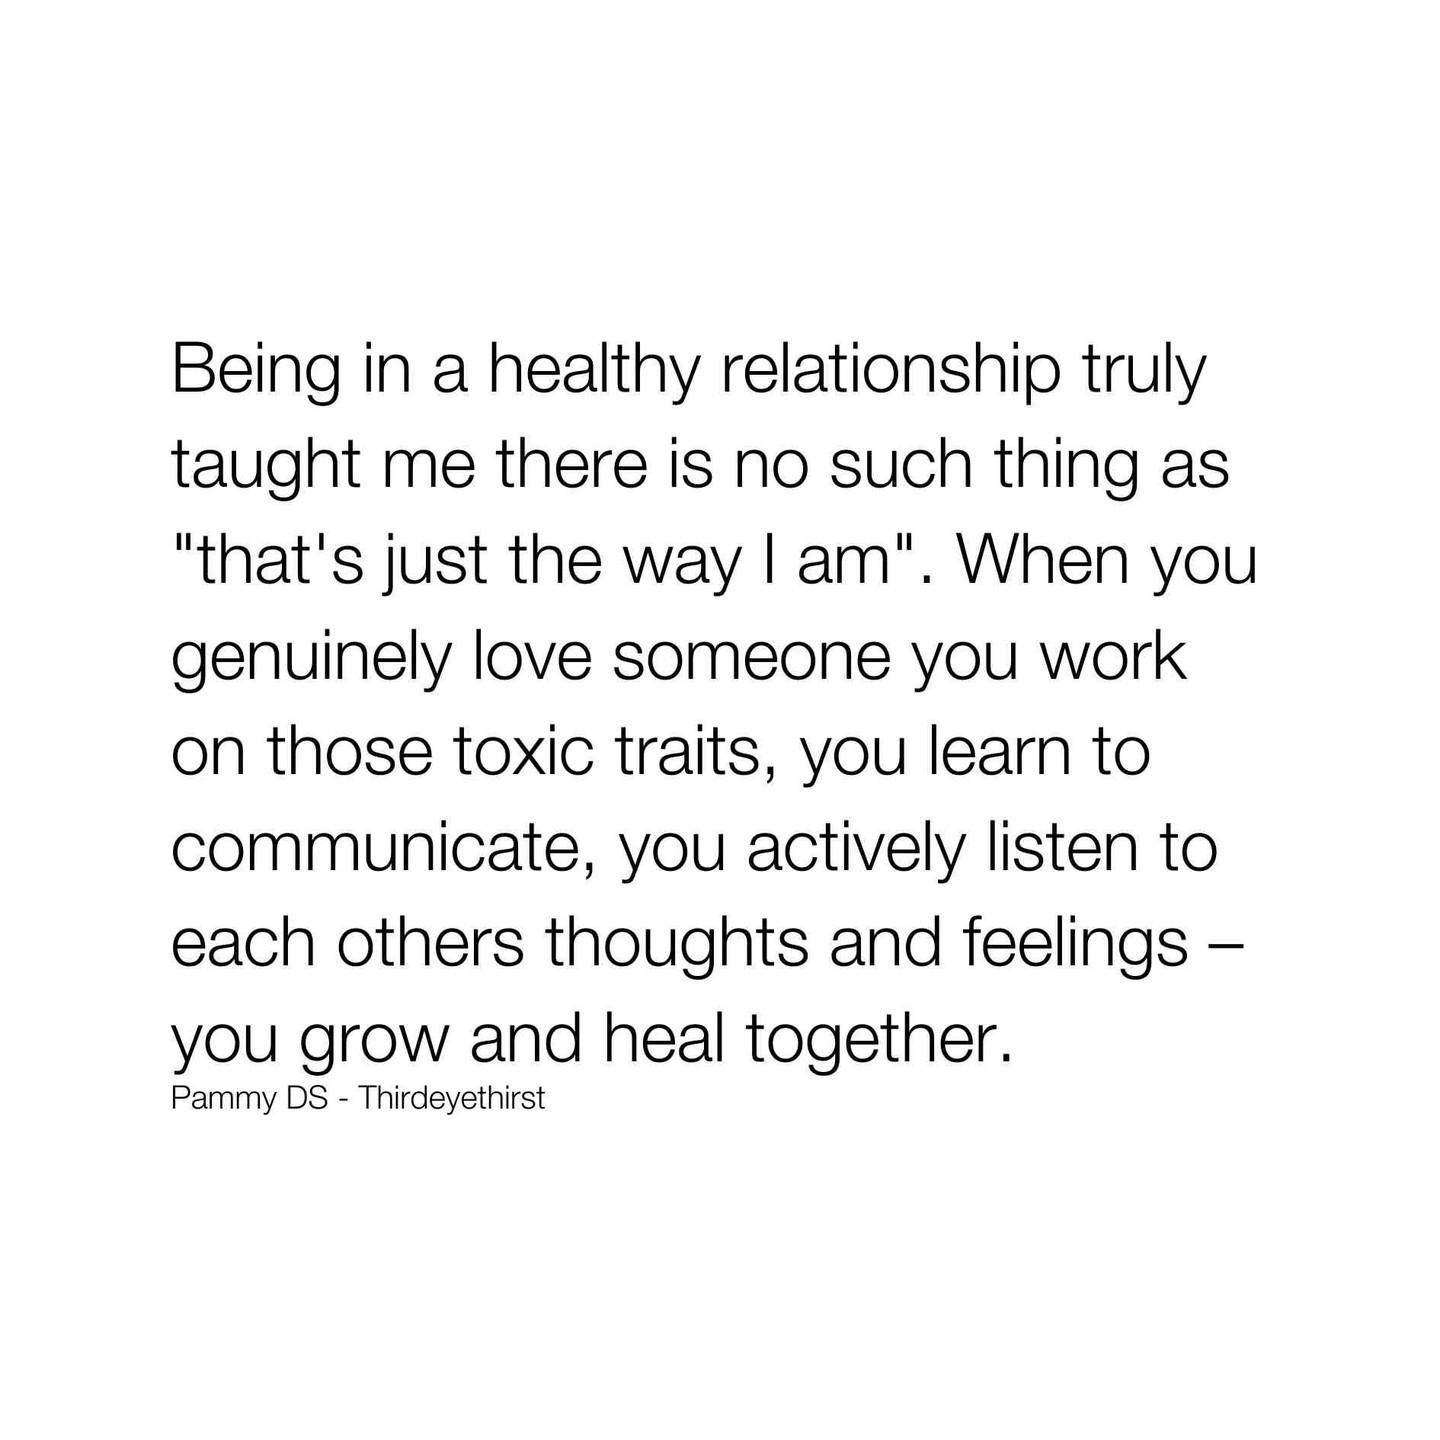 Being in a healthy relationship truly
taught me there is no such thing as
"that's just the way I am". When you
genuinely love someone you work
on those toxic traits, you learn to
communicate, you actively listen to
each others thoughts and feelings –
you grow and heal together.
Pammy DS - Thirdeyethirst